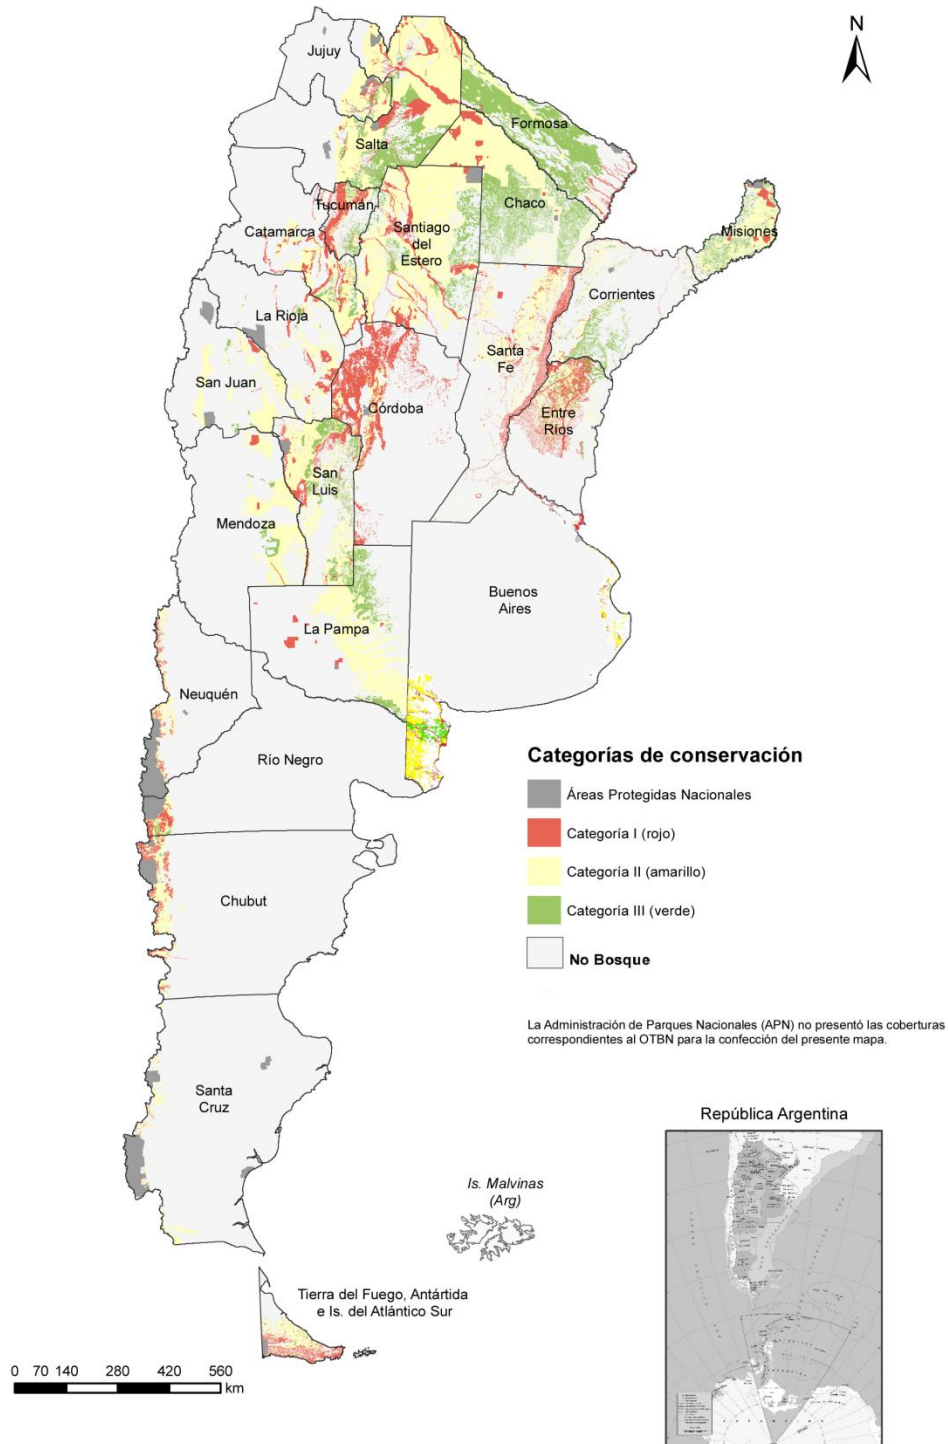 N
Jujuy
Formosa
Salta
Chaco
Tucumán
Misiones
Catamarca
Santiago
del
Estero
Corrientes
La Rioja
Santa
Fe
San Juan
Córdoba
Entre
Ríos
San
Luis
Mendoza
Buenos
Aires
La Pampa
Neuquén
Río Negro
Categorías de conservación
Áreas Protegidas Nacionales
Categoría I (rojo)
Categoría II (amarillo)
Categoría III (verde)
No Bosque
Chubut
La Administración de Parques Nacionales (APN) no presentó las coberturas
correspondientes al OTBN para la confección del presente mapa.
Santa
Cruz
República Argentina
Is. Malvinas
(Arg)
Tierra del Fuego, Antártida
e Is. del Atlántico Sur
0 70 140 280 420 560
km